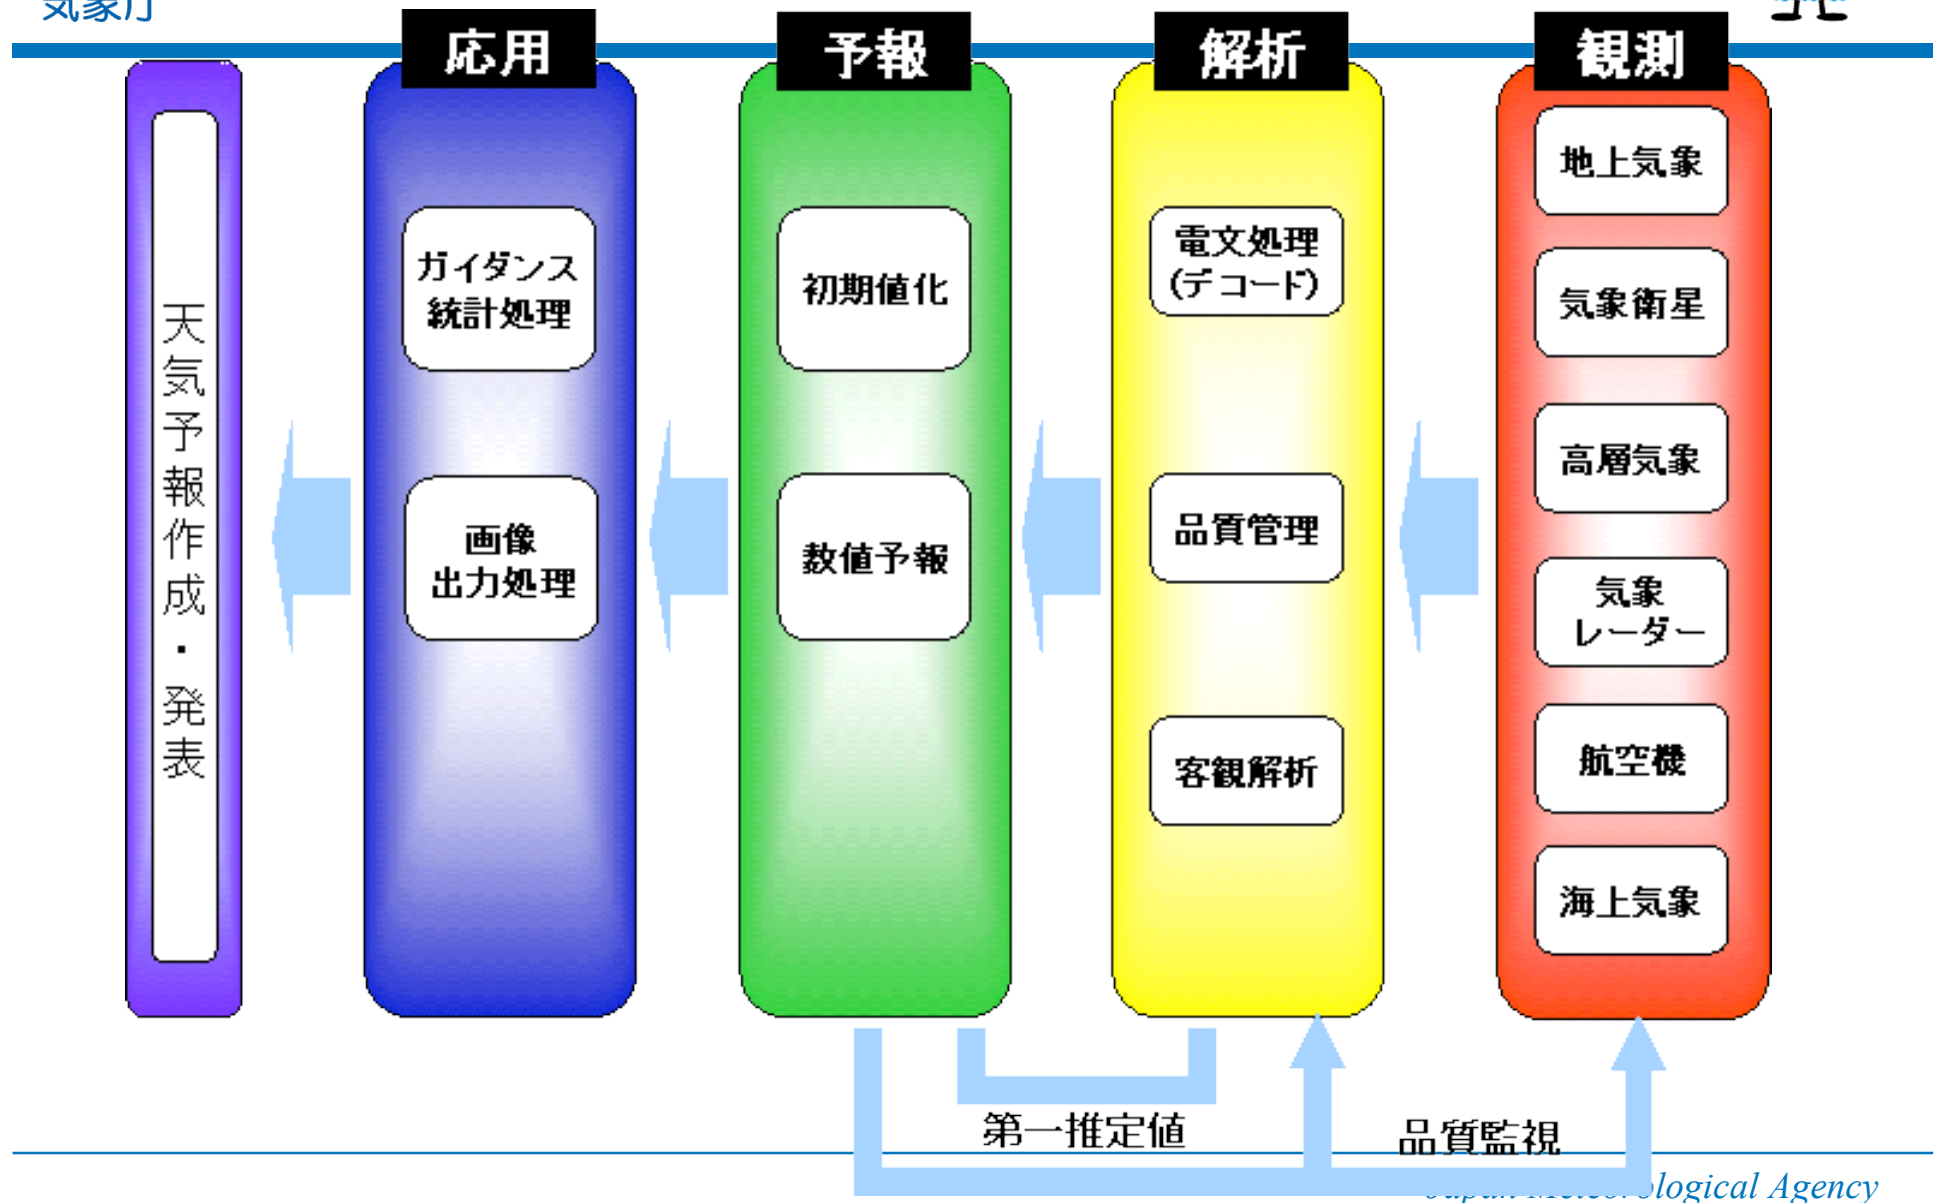 気象庁
応用
予報
解析
観測
天気予報作成・発表
ガイダンス
統計処理
画像
出力処理
初期値化
数値予報
電文処理
(デコード)
品質管理
客観解析
地上気象
気象衛星
高層気象
気象
レーダー
航空機
海上気象
第一推定値
品質監視
Japan Meteorological Agency